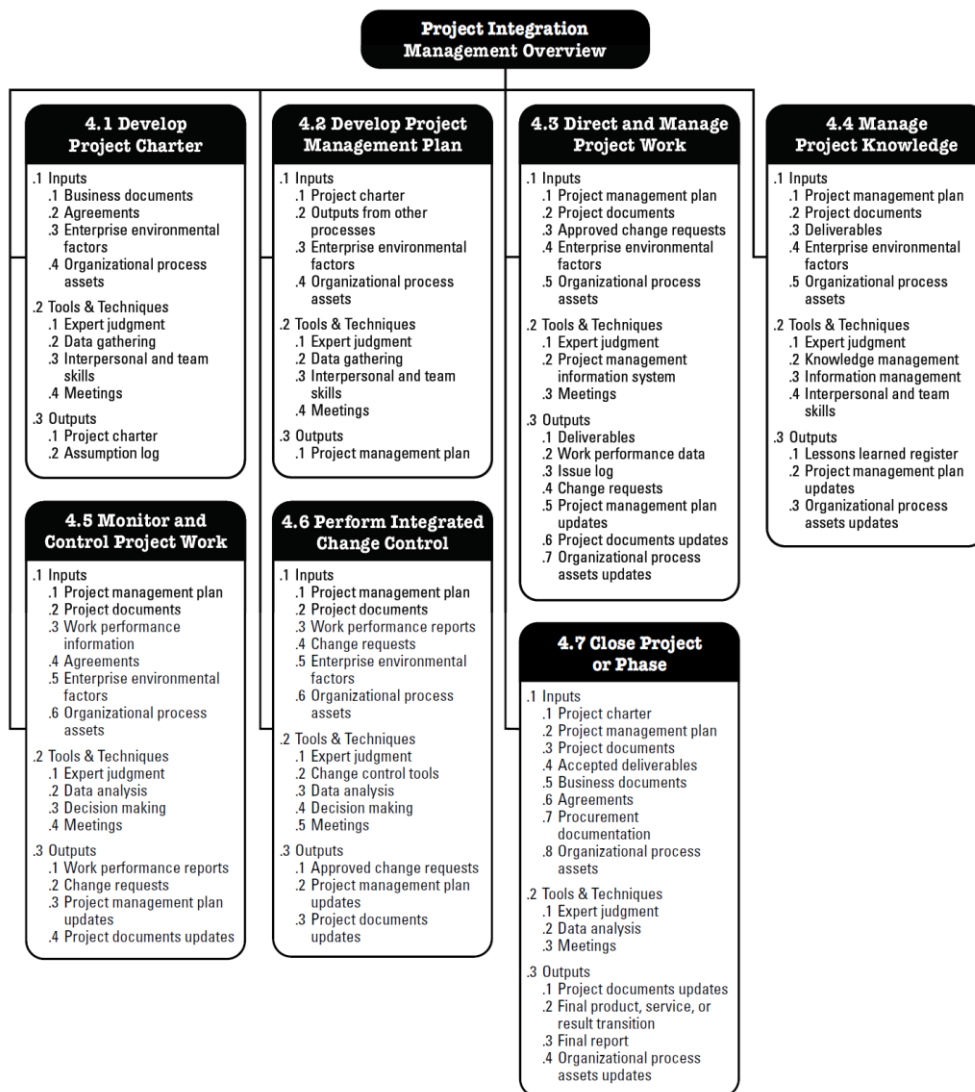 Project Integration
Management Overview
4.1 Develop
Project Charter
.1 Inputs
.1 Business documents
.2 Agreements
.3 Enterprise environmental
factors
.4 Organizational process
assets
.2 Tools & Techniques
.1 Expert judgment
.2 Data gathering
.3 Interpersonal and team
skills
.4 Meetings
.3 Outputs
.1 Project charter
.2 Assumption log
4.2 Develop Project
Management Plan
.1 Inputs
.1 Project charter
.2 Outputs from other
processes
.3 Enterprise environmental
factors
.4 Organizational process
assets
.2 Tools & Techniques
.1 Expert judgment
.2 Data gathering
.3 Interpersonal and team
skills
.4 Meetings
.3 Outputs
.1 Project management plan
4.3 Direct and Manage
Project Work
.1 Inputs
.1 Project management plan
.2 Project documents
.3 Approved change requests
.4 Enterprise environmental
factors
.5 Organizational process
assets
.2 Tools & Techniques
.1 Expert judgment
.2 Project management
information system
.3 Meetings
.3 Outputs
.1 Deliverables
.2 Work performance data
.3 Issue log
.4 Change requests
.5 Project management plan
updates
.6 Project documents updates
.7 Organizational process
assets updates
4.4 Manage
Project Knowledge
.1 Inputs
.1 Project management plan
.2 Project documents
.3 Deliverables
.4 Enterprise environmental
factors
.5 Organizational process
assets
.2 Tools & Techniques
.1 Expert judgment
.2 Knowledge management
.3 Information management
.4 Interpersonal and team
skills
.3 Outputs
.1 Lessons learned register
.2 Project management plan
updates
.3 Organizational process
assets updates
4.5 Monitor and
Control Project Work
.1 Inputs
.1 Project management plan
.2 Project documents
.3 Work performance
information
.4 Agreements
.5 Enterprise environmental
factors
.6 Organizational process
assets
.2 Tools & Techniques
.1 Expert judgment
.2 Data analysis
.3 Decision making
.4 Meetings
.3 Outputs
.1 Work performance reports
.2 Change requests
.3 Project management plan
updates
.4 Project documents updates
4.6 Perform Integrated
Change Control
.1 Inputs
.1 Project management plan
.2 Project documents
.3 Work performance reports
.4 Change requests
.5 Enterprise environmental
factors
.6 Organizational process
assets
.2 Tools & Techniques
.1 Expert judgment
.2 Change control tools
.3 Data analysis
.4 Decision making
.5 Meetings
.3 Outputs
.1 Approved change requests
.2 Project management plan
updates
.3 Project documents
updates
4.7 Close Project
or Phase
.1 Inputs
.1 Project charter
.2 Project management plan
.3 Project documents
.4 Accepted deliverables
.5 Business documents
.6 Agreements
.7 Procurement
documentation
.8 Organizational process
assets
.2 Tools & Techniques
.1 Expert judgment
.2 Data analysis
.3 Meetings
.3 Outputs
.1 Project documents updates
.2 Final product, service, or
result transition
.3 Final report
.4 Organizational process
assets updates